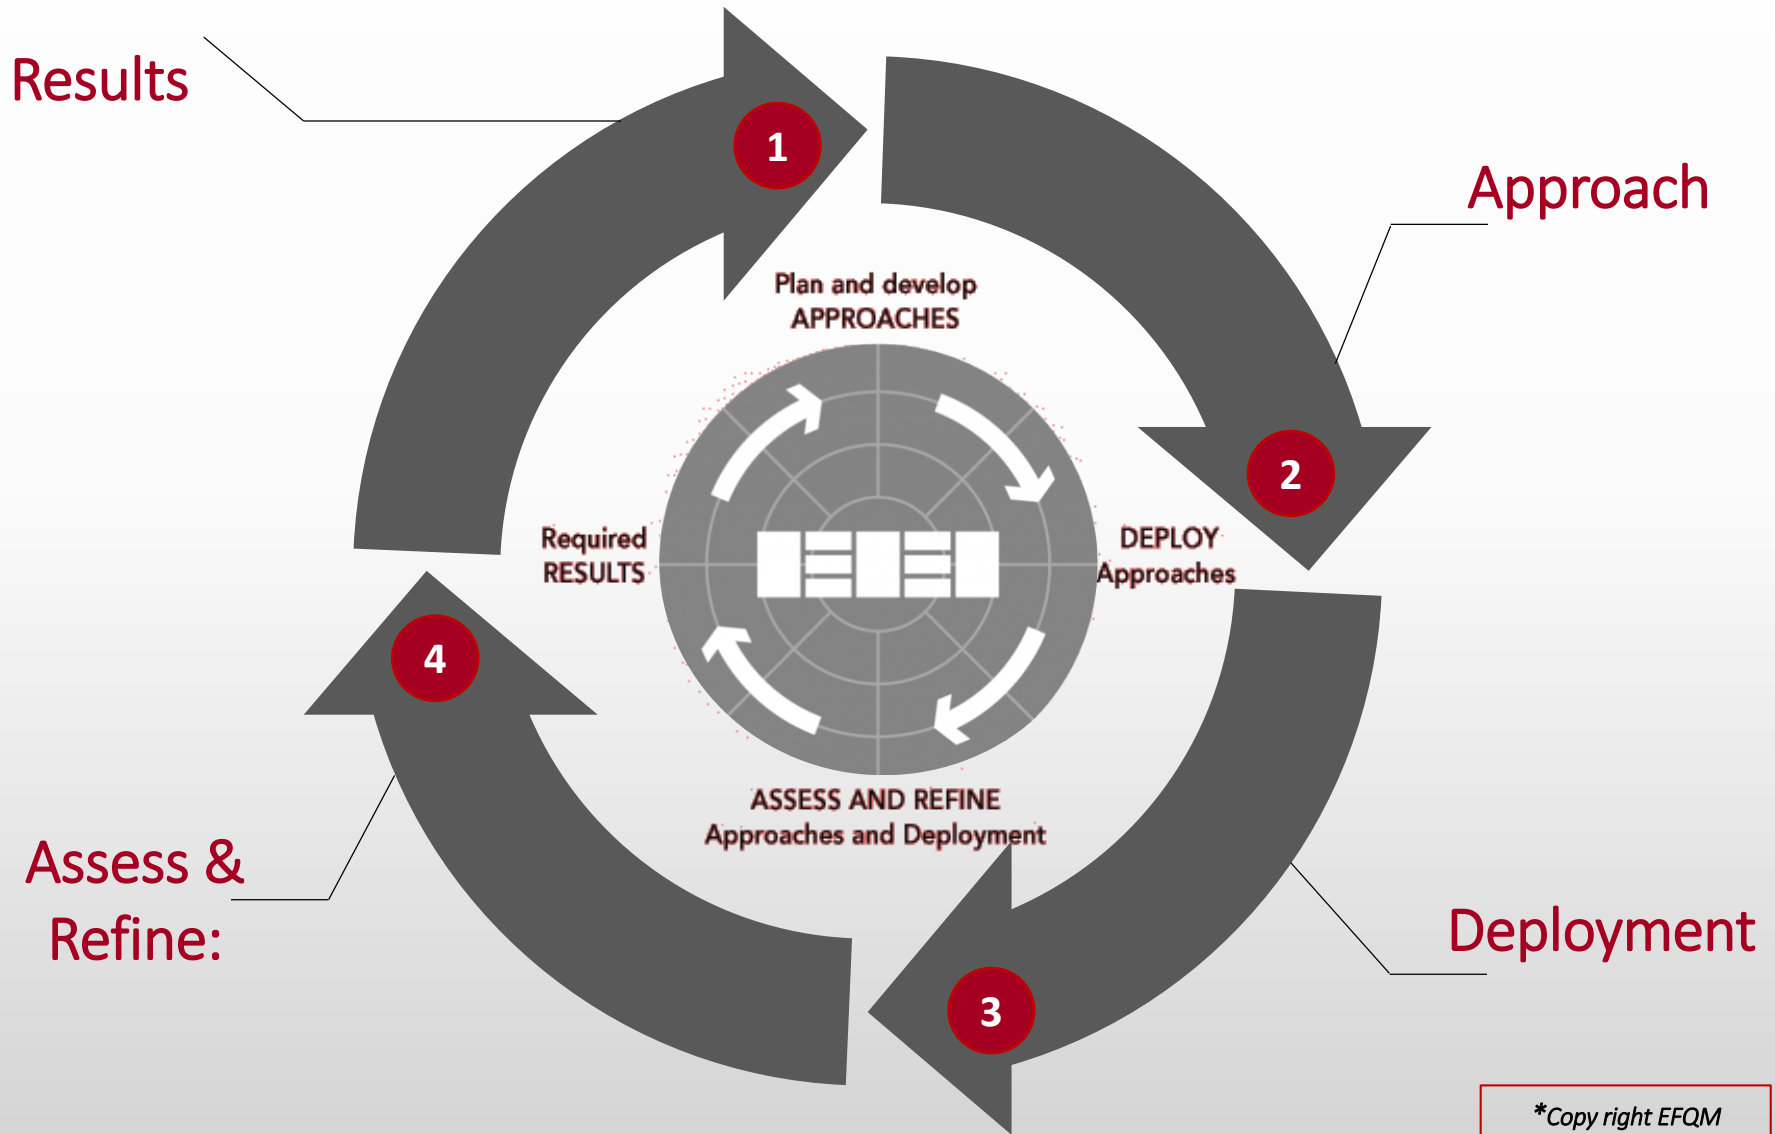 Results
1
Approach
Plan and develop
APPROACHES
2
Required
RESULTS
DEPLOY
Approaches
4
ASSESS AND REFINE
Approaches and Deployment
Assess &
Refine:
Deployment
3
*Copy right EFQM